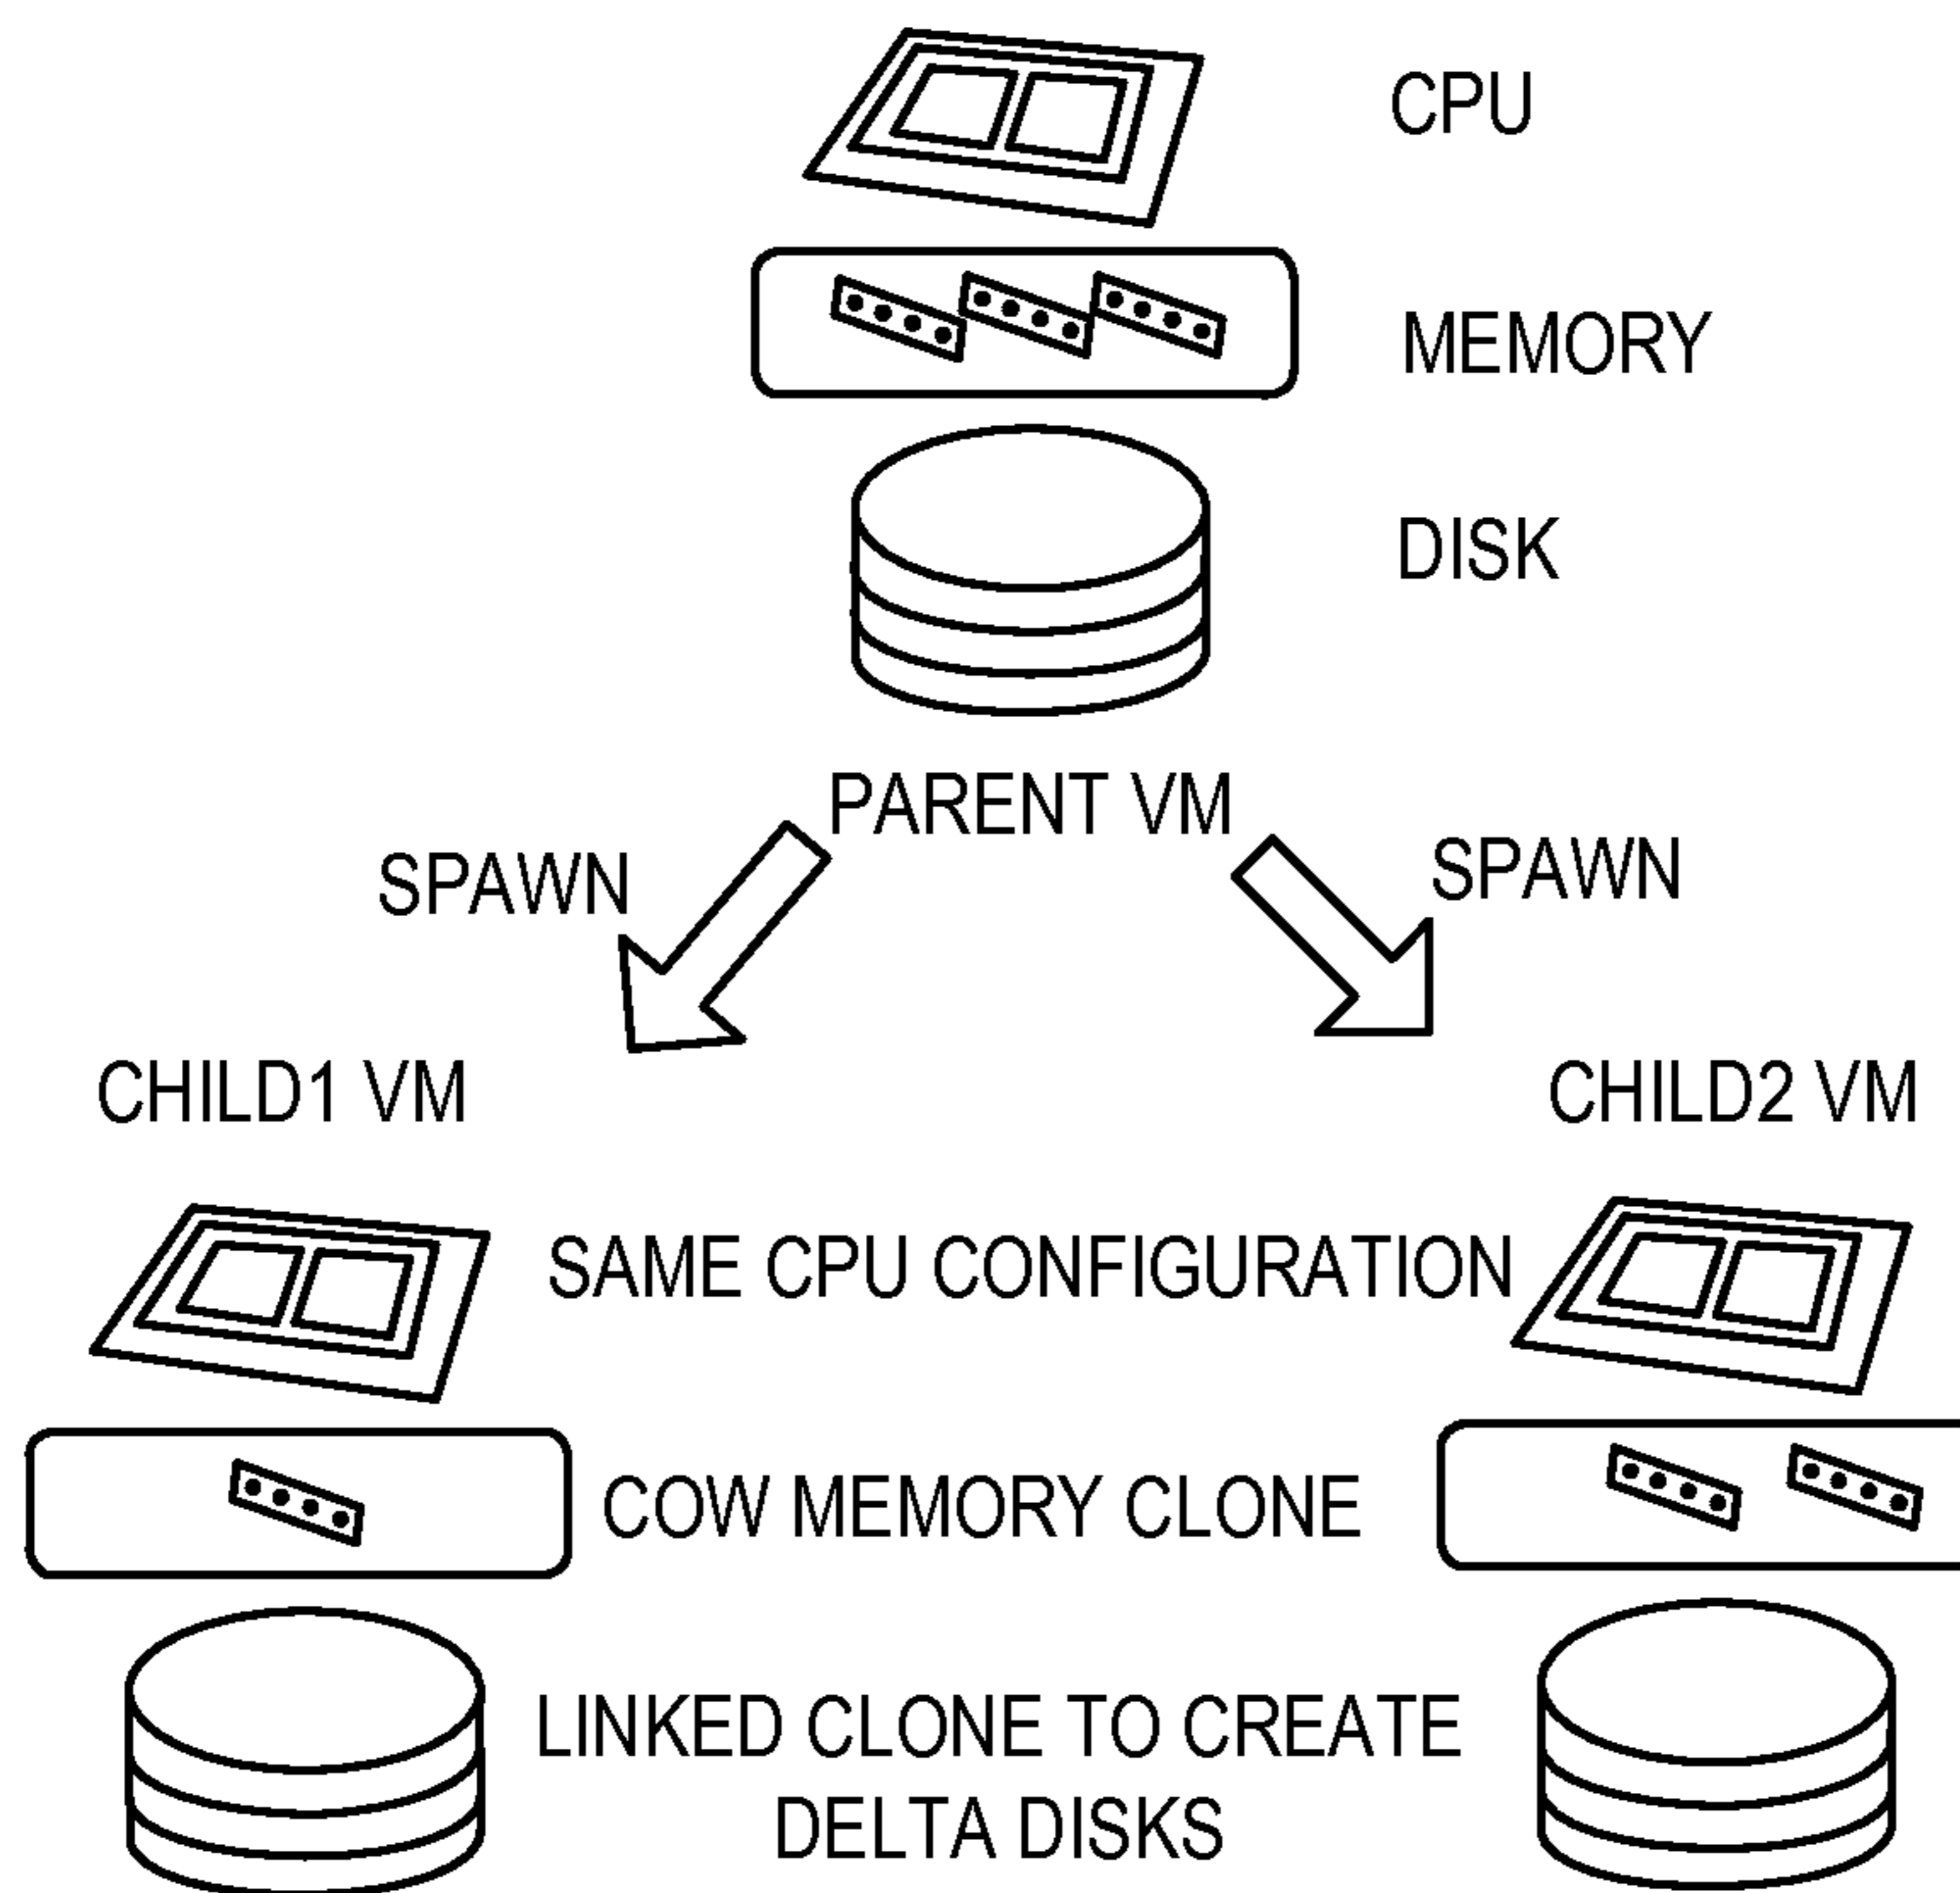 CPU
MEMORY
DISK
PARENT VM
SPAWN
SPAWN
CHILD1 VM
CHILD2 VM
SAME CPU CONFIGURATION
COW MEMORY CLONE
LINKED CLONE TO CREATE
DELTA DISKS